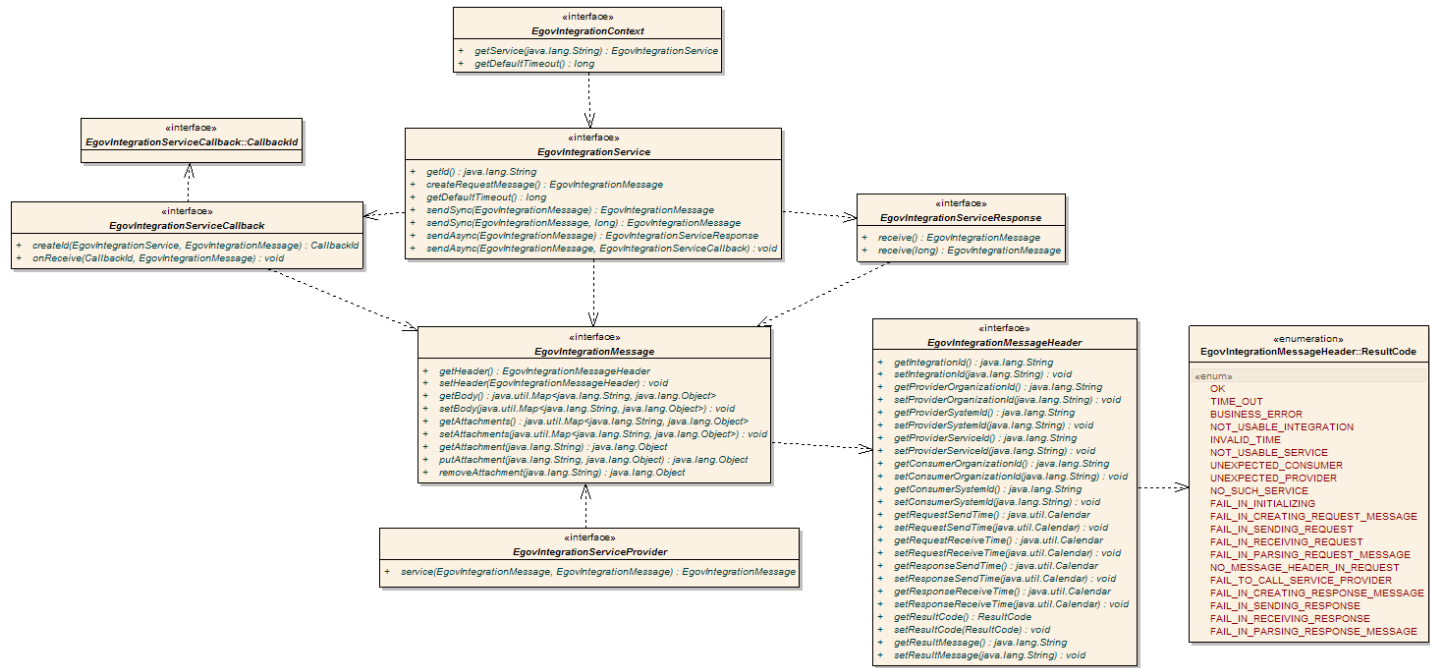 «interface»
EgovIntegrationContext
+ getService(java.lang.String) : EgovIntegrationService
+ getDefaultTimeout() : long
«interface»
EgovIntegrationServiceCallback::CallbackId
«interface»
EgovIntegrationService
+ getId() : java.lang.String
+ createRequestMessage() : EgovIntegrationMessage
+ getDefaultTimeout() : long
+ sendSync(EgovIntegrationMessage) : EgovIntegrationMessage
+ sendSync(EgovIntegrationMessage, long) : EgovIntegrationMessage
+ sendAsync(EgovIntegrationMessage) : EgovIntegrationServiceResponse
+ sendAsync(EgovIntegrationMessage, EgovIntegrationServiceCallback) : void
«interface»
EgovIntegrationServiceCallback
+ createId(EgovIntegrationService, EgovIntegrationMessage) : CallbackId
+ onReceive(CallbackId, EgovIntegrationMessage) : void
«interface»
EgovIntegrationServiceResponse
+ receive() : EgovIntegrationMessage
+ receive(long) : EgovIntegrationMessage
«interface»
EgovIntegrationMessage
+ getHeader() : EgovIntegrationMessageHeader
+ setHeader(EgovIntegrationMessageHeader) : void
+ getBody() : java.util.Map<java.lang.String, java.lang.Object>
+ setBody(java.util.Map<java.lang.String, java.lang.Object>) : void
+ getAttachments() : java.util.Map<java.lang.String, java.lang.Object>
+ setAttachments(java.util.Map<java.lang.String, java.lang.Object>) : void
+ getAttachment(java.lang.String) : java.lang.Object
+ putAttachment(java.lang.String, java.lang.Object) : java.lang.Object
+ removeAttachment(java.lang.String) : java.lang.Object
«interface»
EgovIntegrationServiceProvider
+ service(EgovIntegrationMessage, EgovIntegrationMessage) : EgovIntegrationMessage
«interface»
EgovIntegrationMessageHeader
+ getIntegrationId() : java.lang.String
+ setIntegrationId(java.lang.String) : void
+ getProviderOrganizationId() : java.lang.String
+ setProviderOrganizationId(java.lang.String) : void
+ getProviderSystemId() : java.lang.String
+ setProviderSystemId(java.lang.String) : void
+ getProviderServiceId() : java.lang.String
+ setProviderServiceId(java.lang.String) : void
+ getConsumerOrganizationId() : java.lang.String
+ setConsumerOrganizationId(java.lang.String) : void
+ getConsumerSystemId() : java.lang.String
+ setConsumerSystemId(java.lang.String) : void
+ getRequestSendTime() : java.util.Calendar
+ setRequestSendTime(java.util.Calendar) : void
+ getRequestReceiveTime() : java.util.Calendar
+ setRequestReceiveTime(java.util.Calendar) : void
+ getResponseSendTime() : java.util.Calendar
+ setResponseSendTime(java.util.Calendar) : void
+ getResponseReceiveTime() : java.util.Calendar
+ setResponseReceiveTime(java.util.Calendar) : void
+ getResultCode() : ResultCode
+ setResultCode(ResultCode) : void
+ getResultMessage() : java.lang.String
+ setResultMessage(java.lang.String) : void
«enumeration»
EgovIntegrationMessageHeader::ResultCode
«enum»
OK
TIME_OUT
BUSINESS_ERROR
NOT_USABLE_INTEGRATION
INVALID_TIME
NOT_USABLE_SERVICE
UNEXPECTED_CONSUMER
UNEXPECTED_PROVIDER
NO_SUCH_SERVICE
FAIL_IN_INITIALIZING
FAIL_IN_CREATING_REQUEST_MESSAGE
FAIL_IN_SENDING_REQUEST
FAIL_IN_RECEIVING_REQUEST
FAIL_IN_PARSING_REQUEST_MESSAGE
NO_MESSAGE_HEADER_IN_REQUEST
FAIL_TO_CALL_SERVICE_PROVIDER
FAIL_IN_CREATING_RESPONSE_MESSAGE
FAIL_IN_SENDING_RESPONSE
FAIL_IN_RECEIVING_RESPONSE
FAIL_IN_PARSING_RESPONSE_MESSAGE